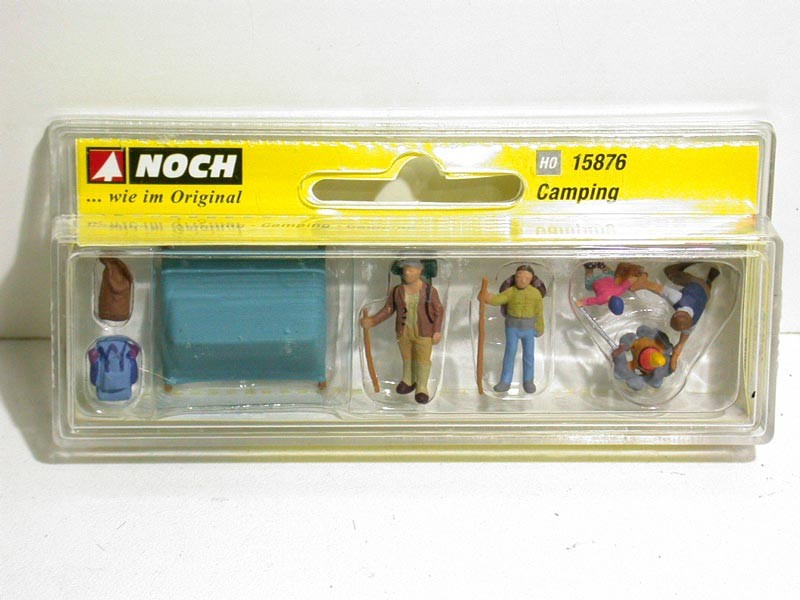 NOCH
... wie im Original
HO 15876
Camping